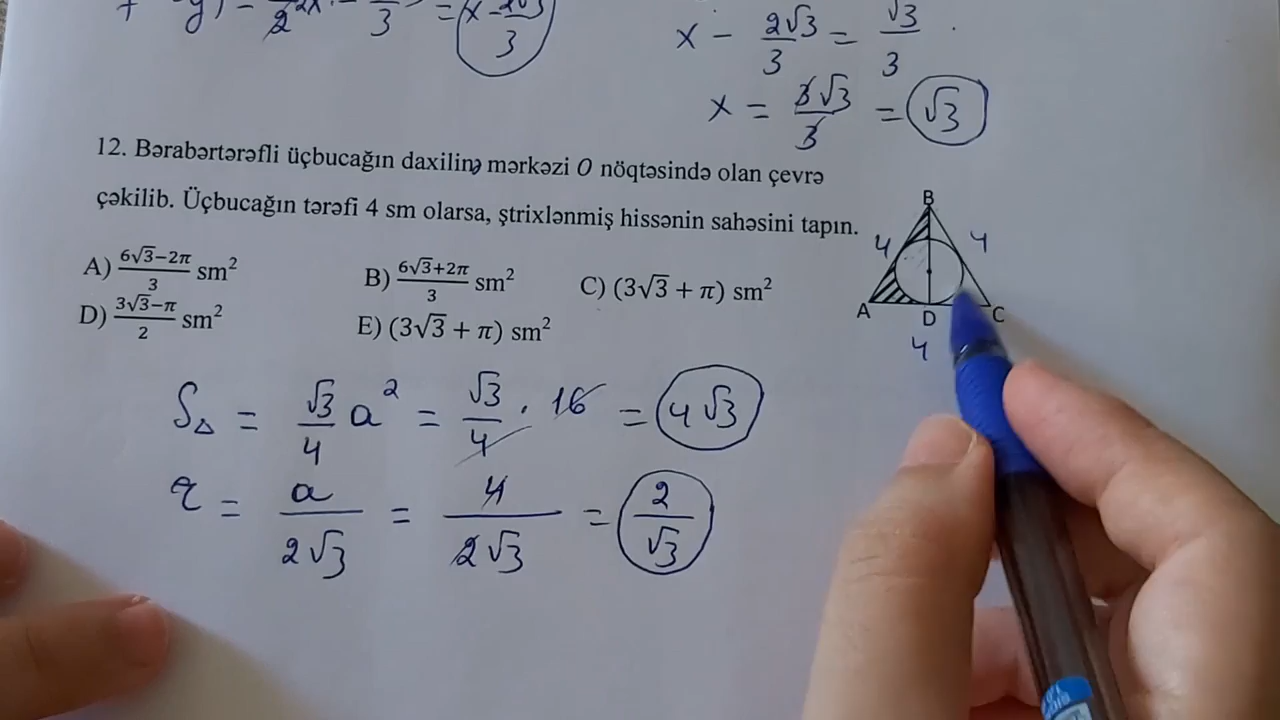 x - 2√3/3 = √3/3
x = 3√3/3 = √3
12. Bərabərtərəfli üçbucağın daxilinə mərkəzi O nöqtəsində olan çevrə
çəkilib. Üçbucağın tərəfi 4 sm olarsa, ştrixlənmiş hissənin sahəsini tapın.
A) (6√3−2π)/3 sm² B) (6√3+2π)/3 sm² C) (3√3 + π) sm²
D) (3√3−π)/2 sm² E) (3√3 + π) sm²
B
4 4
A D C
4
S△ = √3/4 a² = √3/4 · 16 = 4√3
r = a/2√3 = 4/2√3 = 2/√3